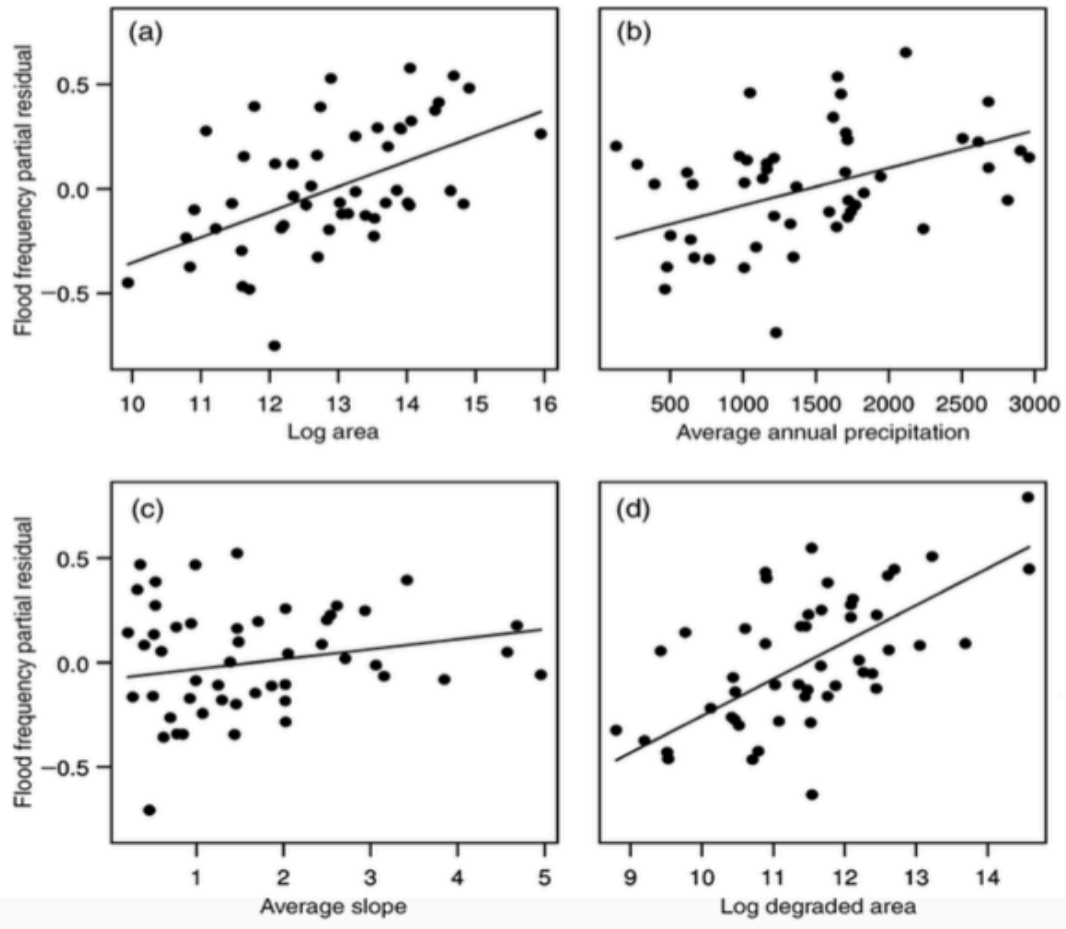 (a)
(b)
Flood frequency partial residual
0.5
0.0
−0.5
10 11 12 13 14 15 16
Log area
500 1000 1500 2000 2500 3000
Average annual precipitation
(c)
(d)
Flood frequency partial residual
0.5
0.0
−0.5
1 2 3 4 5
Average slope
9 10 11 12 13 14
Log degraded area